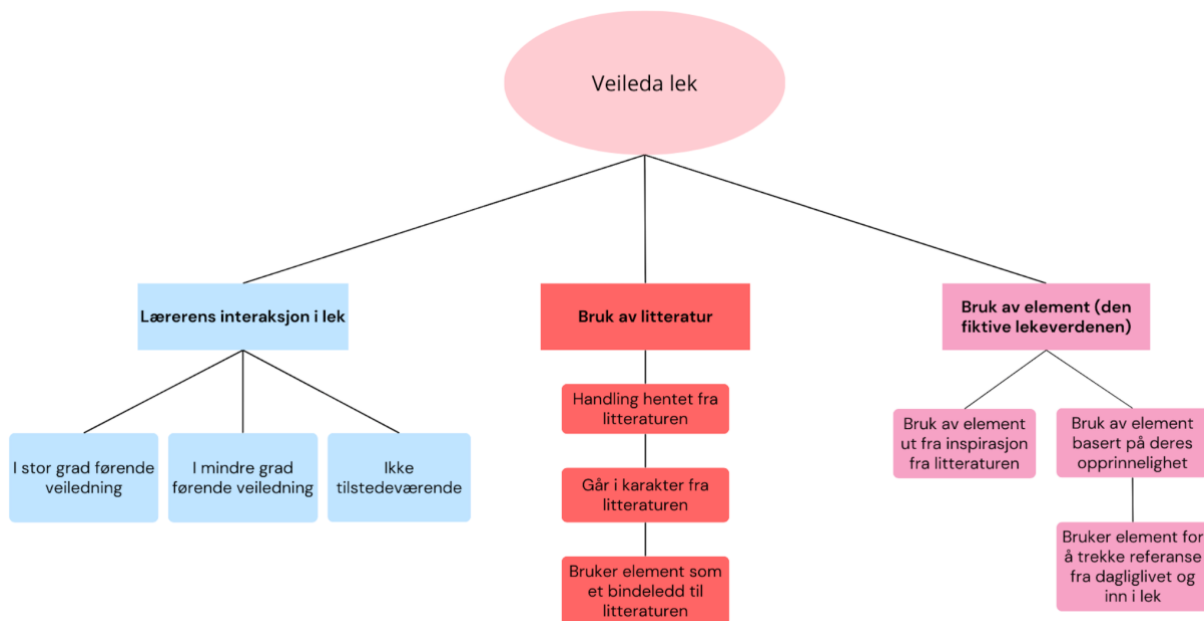 Veileda lek
Lærerens interaksjon i lek
Bruk av litteratur
Bruk av element (den
fiktive lekeverdenen)
I stor grad førende
veiledning
I mindre grad
førende veiledning
Ikke
tilstedeværende
Handling hentet fra
litteraturen
Går i karakter fra
litteraturen
Bruker element som
et bindeledd til
litteraturen
Bruk av element
ut fra inspirasjon
fra litteraturen
Bruk av element
basert på deres
opprinnelighet
Bruker element for
å trekke referanse
fra dagliglivet og
inn i lek